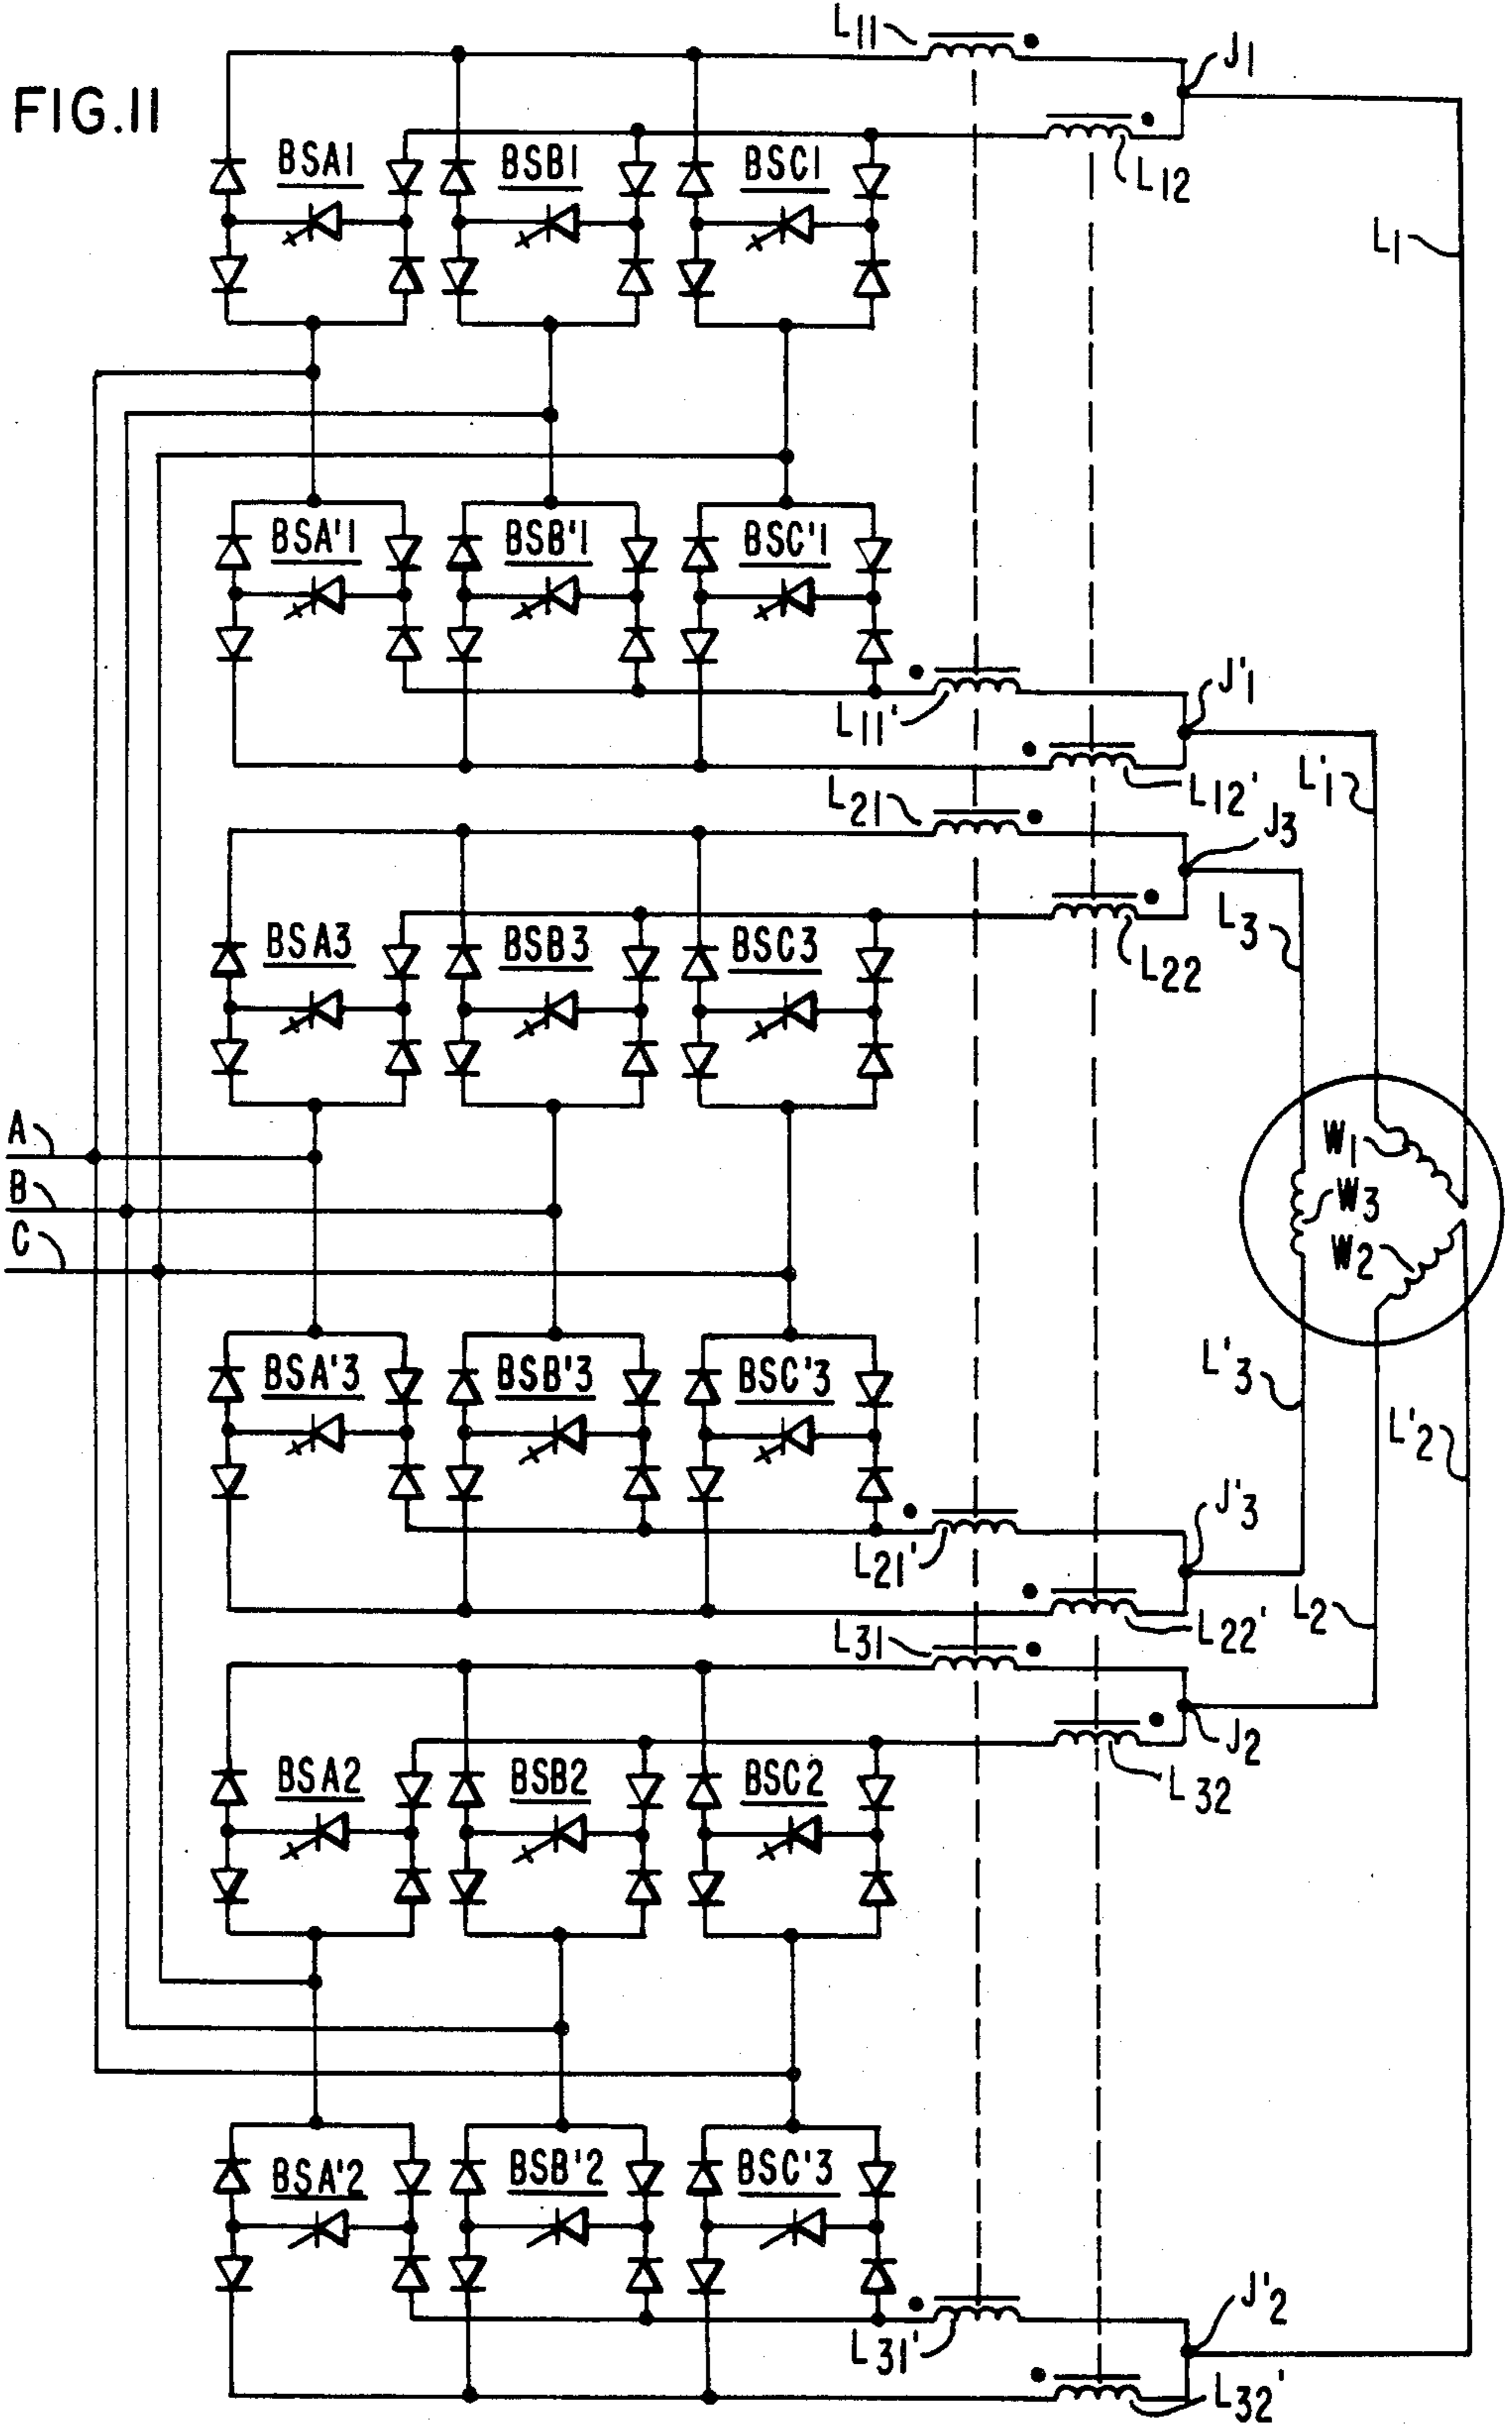 FIG.11
L11
J1
BSA1
BSB1
BSC1
L12
L1
BSA'1
BSB'1
BSC'1
J'1
L11'
L12'
L'1
L21
J3
BSA3
BSB3
BSC3
L22
L3
A
B
C
W1
W3
W2
BSA'3
BSB'3
BSC'3
L'3
L'2
J'3
L21'
L22'
L2
L31
J2
BSA2
BSB2
BSC2
L32
BSA'2
BSB'2
BSC'3
J'2
L31'
L32'